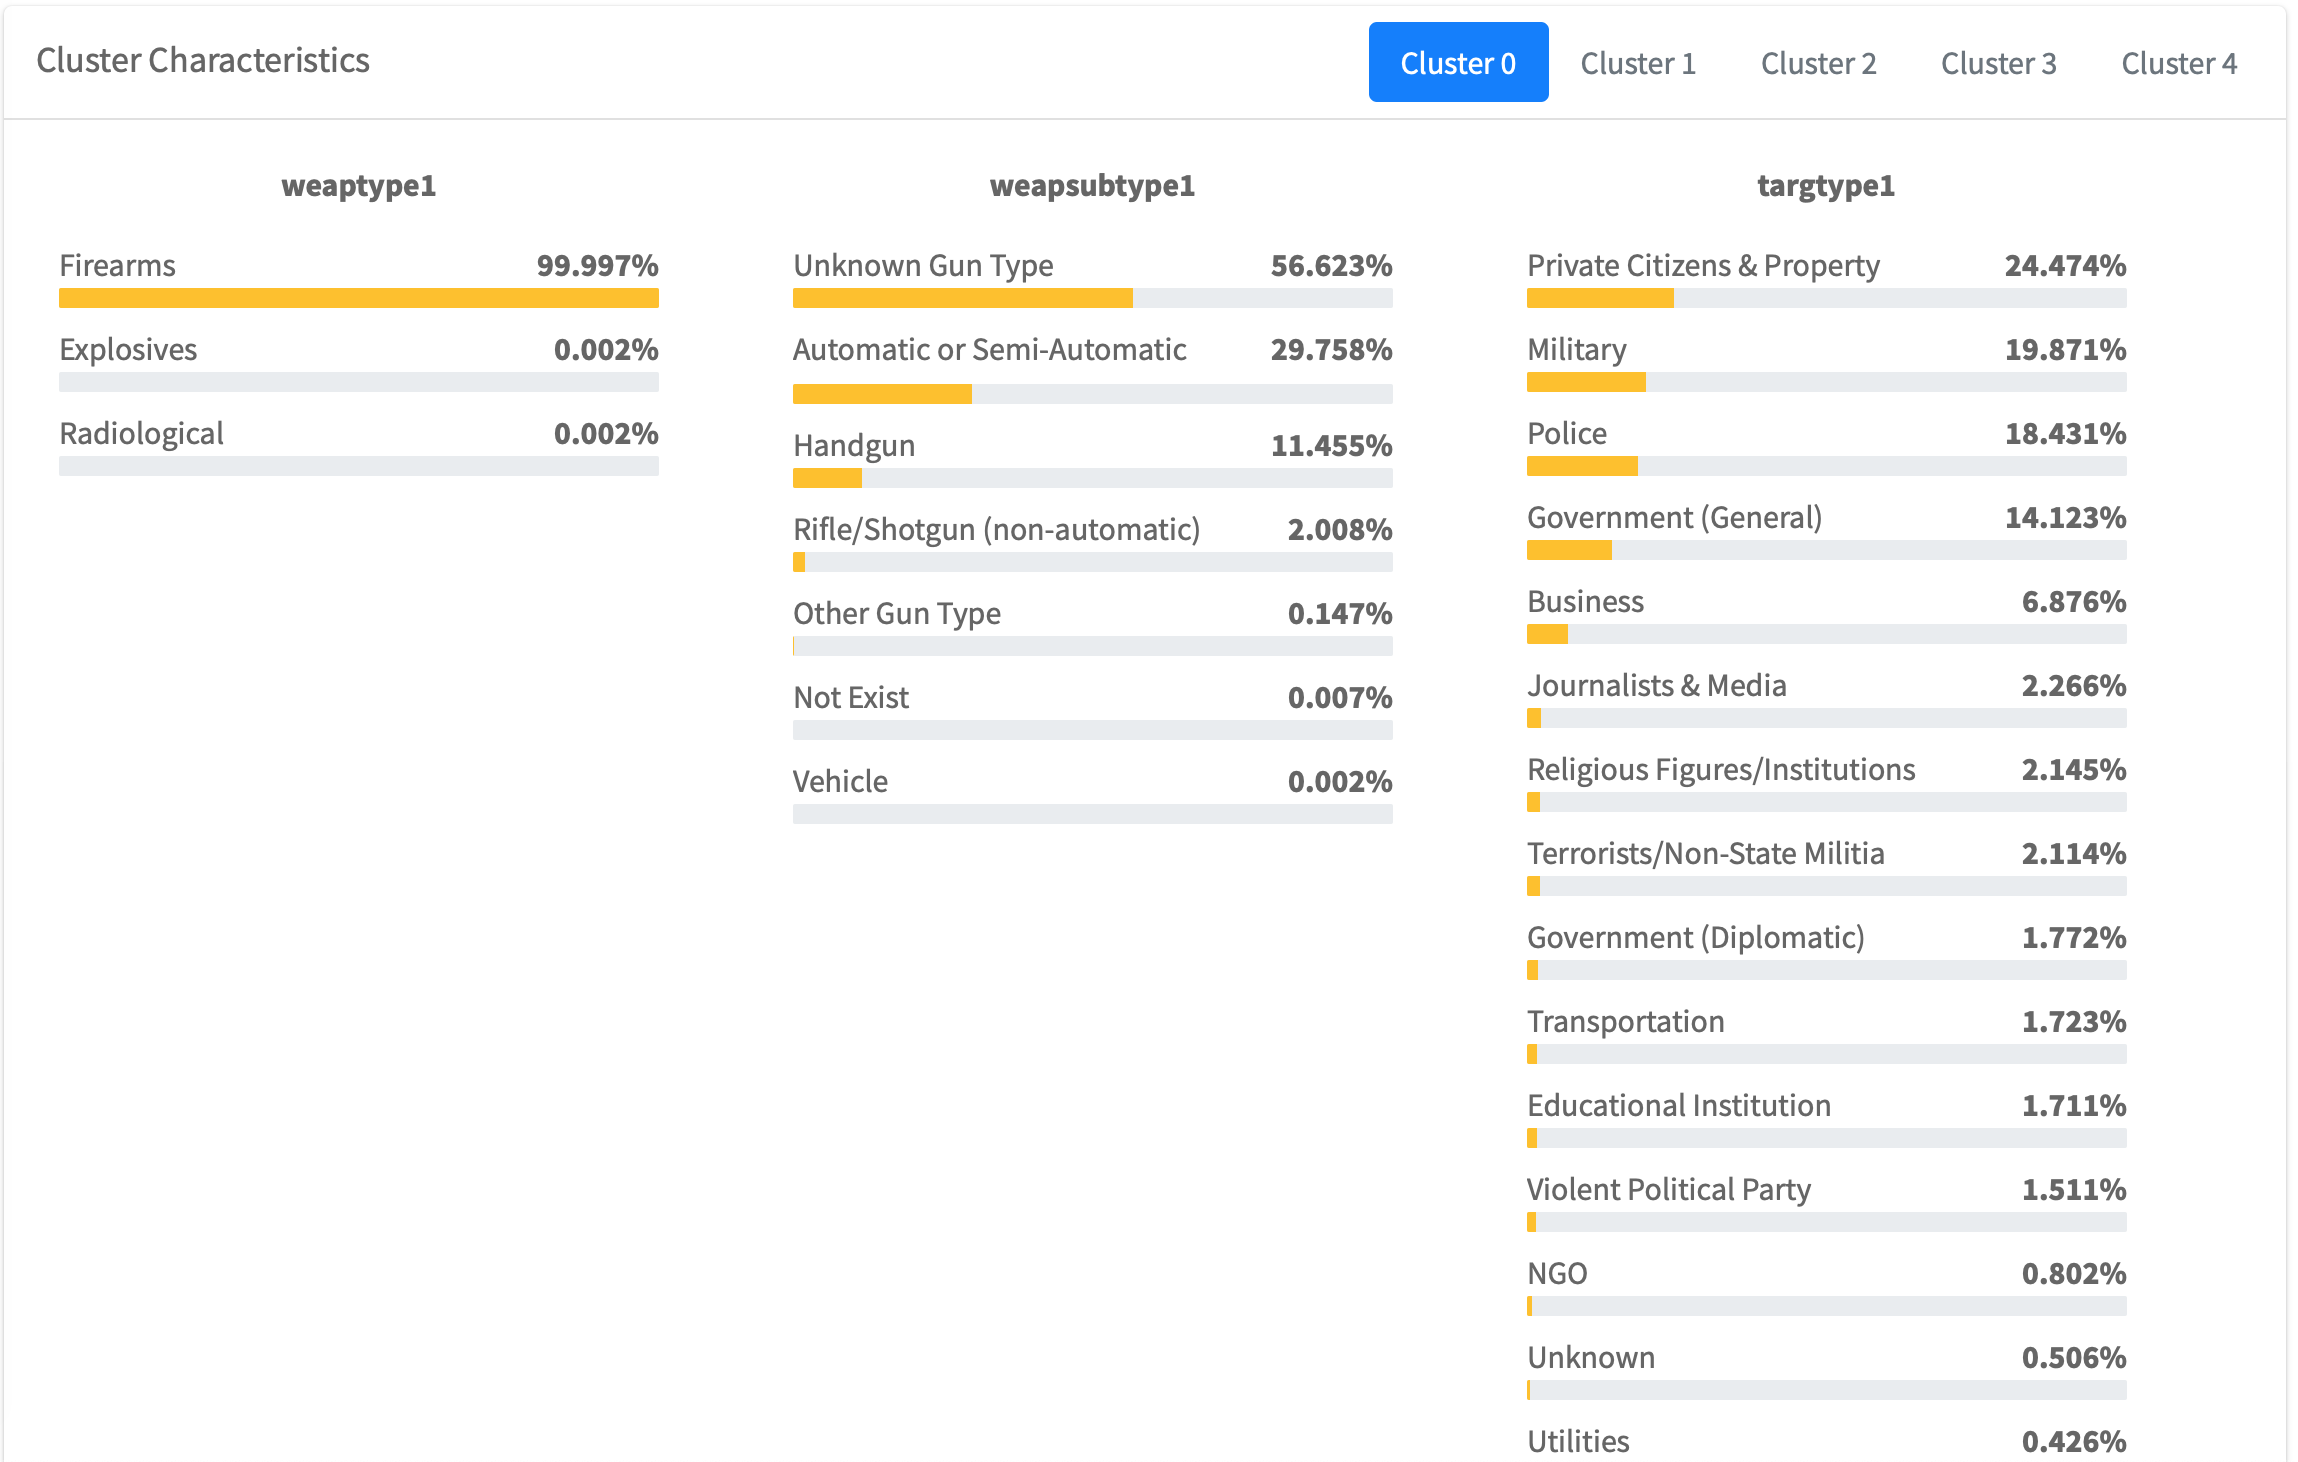 Cluster Characteristics
Cluster 0 Cluster 1 Cluster 2 Cluster 3 Cluster 4
weaptype1
Firearms 99.997%
Explosives 0.002%
Radiological 0.002%
weapsubtype1
Unknown Gun Type 56.623%
Automatic or Semi-Automatic 29.758%
Handgun 11.455%
Rifle/Shotgun (non-automatic) 2.008%
Other Gun Type 0.147%
Not Exist 0.007%
Vehicle 0.002%
targtype1
Private Citizens & Property 24.474%
Military 19.871%
Police 18.431%
Government (General) 14.123%
Business 6.876%
Journalists & Media 2.266%
Religious Figures/Institutions 2.145%
Terrorists/Non-State Militia 2.114%
Government (Diplomatic) 1.772%
Transportation 1.723%
Educational Institution 1.711%
Violent Political Party 1.511%
NGO 0.802%
Unknown 0.506%
Utilities 0.426%